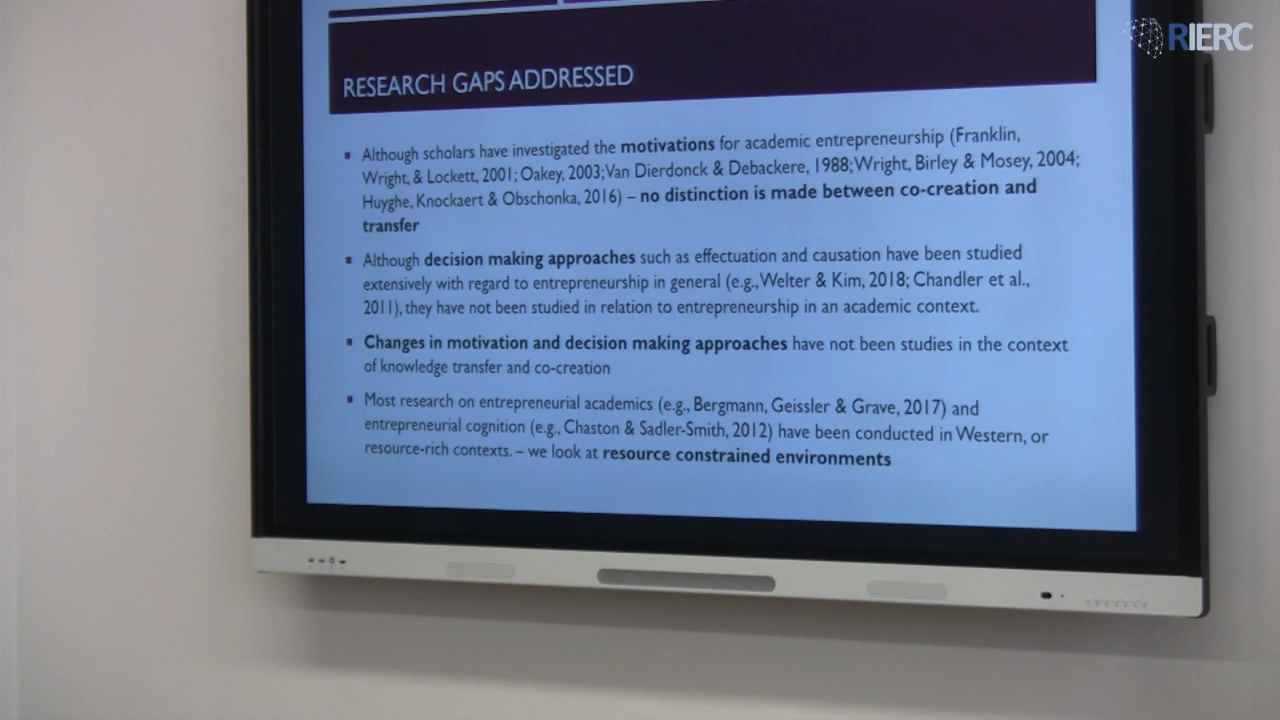 RIERC
RESEARCH GAPS ADDRESSED
▪ Although scholars have investigated the motivations for academic entrepreneurship (Franklin,
Wright, & Lockett, 2001; Oakey, 2003; Van Dierdonck & Debackere, 1988; Wright, Birley & Mosey, 2004;
Huyghe, Knockaert & Obschonka, 2016) – no distinction is made between co-creation and
transfer
▪ Although decision making approaches such as effectuation and causation have been studied
extensively with regard to entrepreneurship in general (e.g., Welter & Kim, 2018; Chandler et al.,
2011), they have not been studied in relation to entrepreneurship in an academic context.
▪ Changes in motivation and decision making approaches have not been studies in the context
of knowledge transfer and co-creation
▪ Most research on entrepreneurial academics (e.g., Bergmann, Geissler & Grave, 2017) and
entrepreneurial cognition (e.g., Chaston & Sadler-Smith, 2012) have been conducted in Western, or
resource-rich contexts. – we look at resource constrained environments